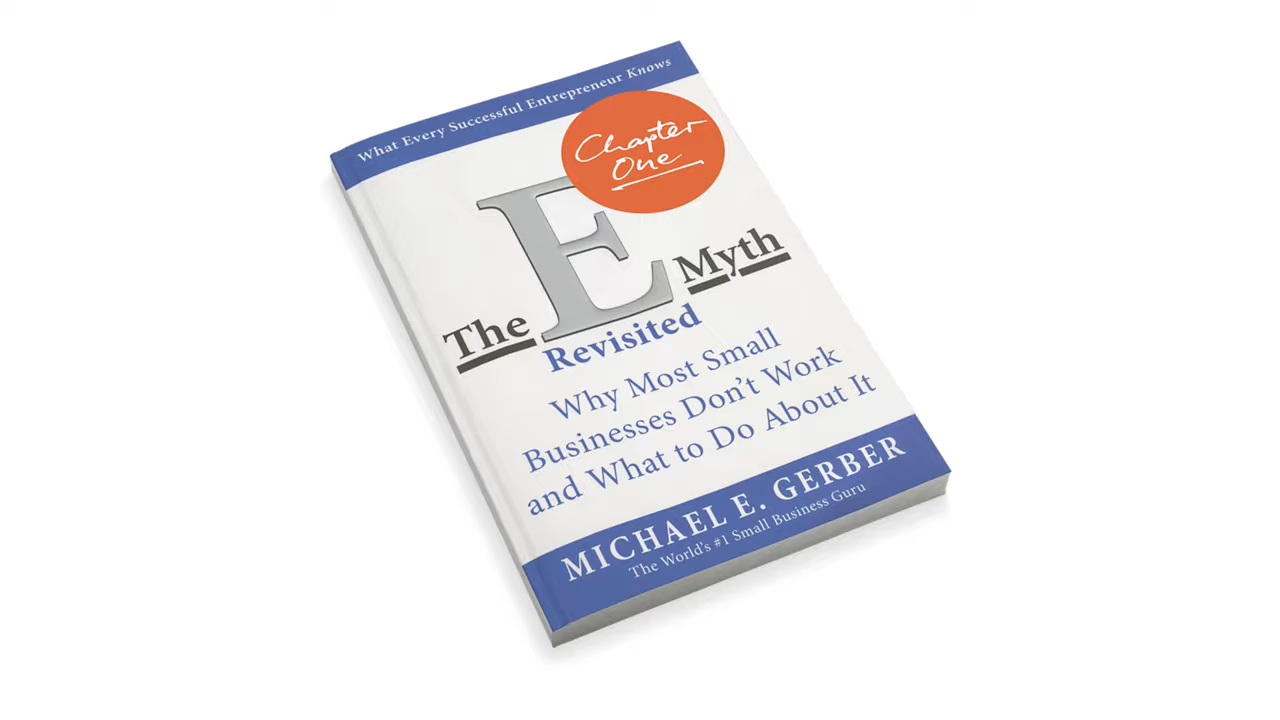 What Every Successful Entrepreneur Knows
Chapter
One
The E Myth
Revisited
Why Most Small
Businesses Don't Work
and What to Do About It
MICHAEL E. GERBER
The World's #1 Small Business Guru